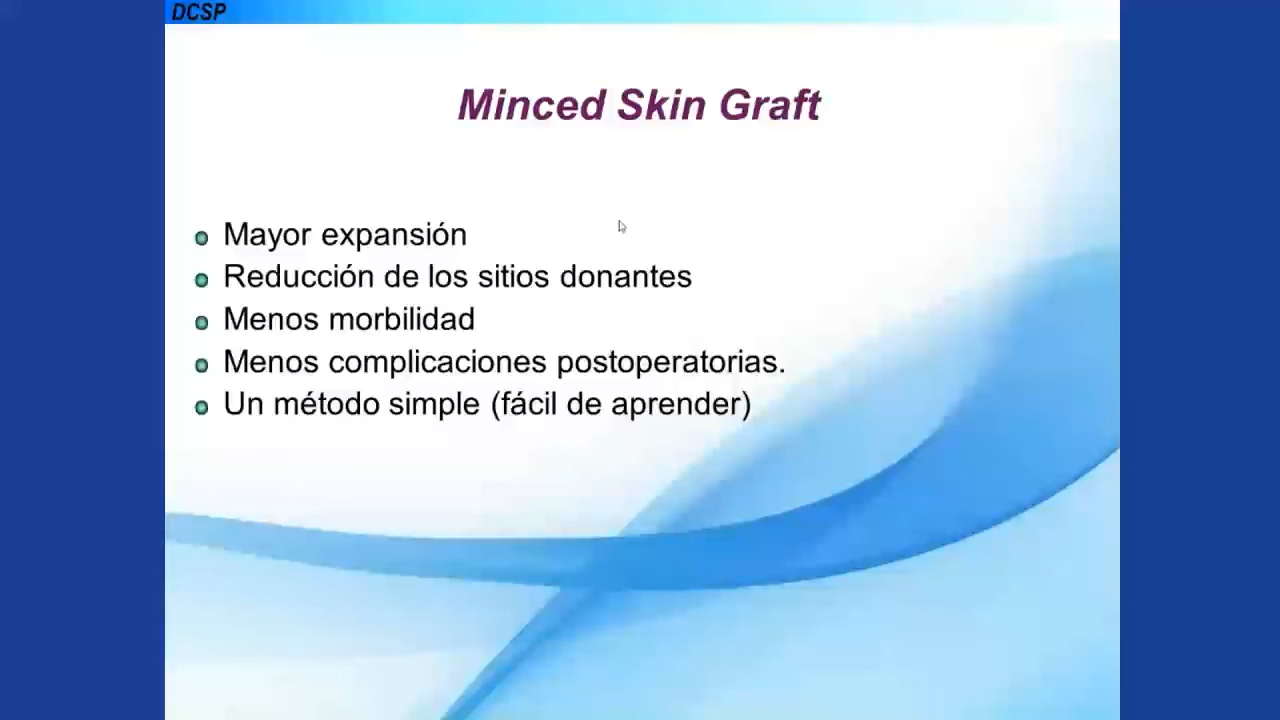 DCSP
Minced Skin Graft
Mayor expansión
Reducción de los sitios donantes
Menos morbilidad
Menos complicaciones postoperatorias.
Un método simple (fácil de aprender)